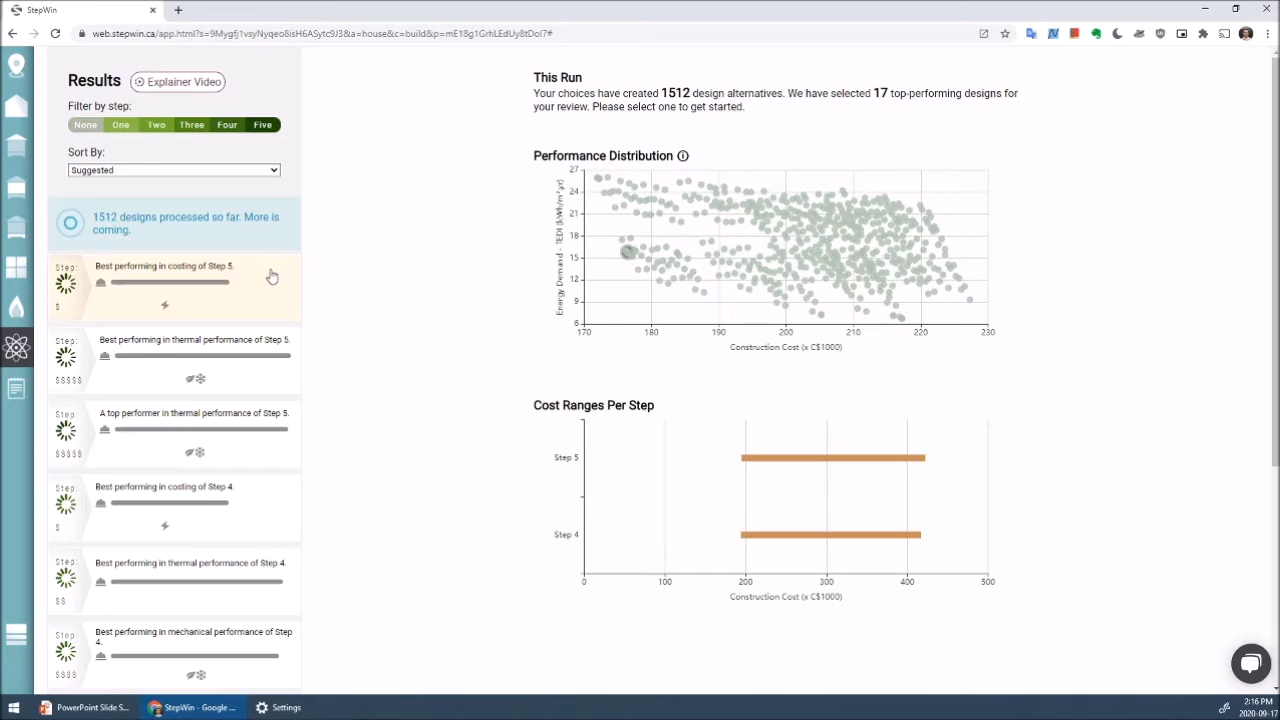 StepWin
web.stepwin.ca/app.html?s=9Mygfj1vsyNyqeo8isH6ASytc9J3&a=house&c=build&p=mE18g1GrhLEdUy8tDoI7#
Results
Explainer Video
Filter by step:
None One Two Three Four Five
Sort By:
Suggested
1512 designs processed so far. More is
coming.
Step:
Best performing in costing of Step 5.
$
Step:
Best performing in thermal performance of Step 5.
$$$$$
Step:
A top performer in thermal performance of Step 5.
$$$$$
Step:
Best performing in costing of Step 4.
$
Step:
Best performing in thermal performance of Step 4.
$$
Step:
Best performing in mechanical performance of Step
4.
$$$$
This Run
Your choices have created 1512 design alternatives. We have selected 17 top-performing designs for
your review. Please select one to get started.
Performance Distribution
Energy Demand - TEDI (kWh/m².yr)
27
24
21
18
15
12
9
6
170 180 190 200 210 220 230
Construction Cost (x C$1000)
Cost Ranges Per Step
Step 5
Step 4
0 100 200 300 400 500
Construction Cost (x C$1000)
PowerPoint Slide S...
StepWin - Google ...
Settings
2:16 PM
2020-09-17